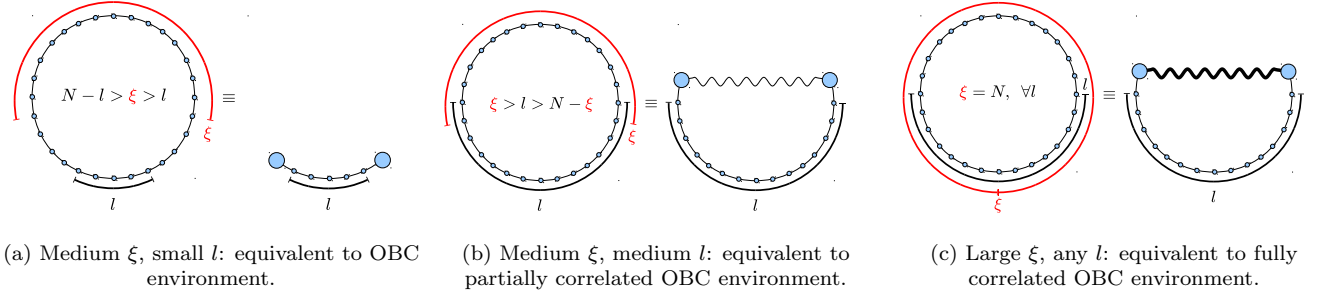 N − l > ξ > l
≡
ξ
l
l
(a) Medium ξ, small l: equivalent to OBC
environment.
ξ > l > N − ξ
≡
ξ
l
l
(b) Medium ξ, medium l: equivalent to
partially correlated OBC environment.
ξ = N, ∀l
l
≡
ξ
l
(c) Large ξ, any l: equivalent to fully
correlated OBC environment.